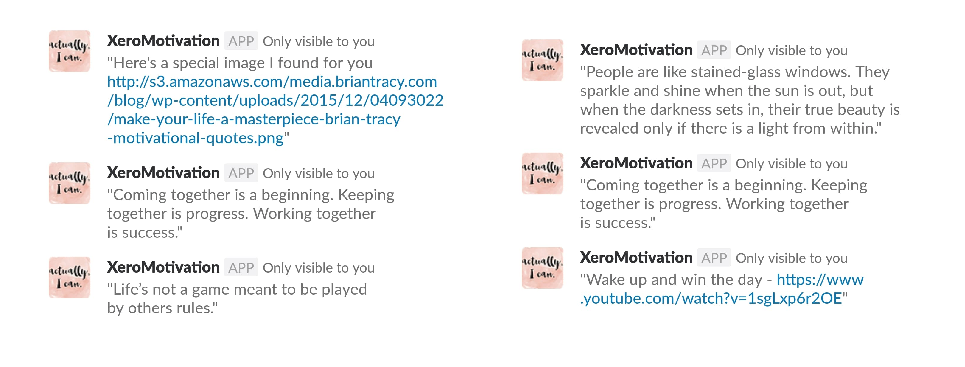 actually, I can.
XeroMotivation APP Only visible to you
"Here's a special image I found for you
http://s3.amazonaws.com/media.briantracy.com
/blog/wp-content/uploads/2015/12/04093022
/make-your-life-a-masterpiece-brian-tracy
-motivational-quotes.png"
actually, I can.
XeroMotivation APP Only visible to you
"Coming together is a beginning. Keeping
together is progress. Working together
is success."
actually, I can.
XeroMotivation APP Only visible to you
"Life's not a game meant to be played
by others rules."
actually, I can.
XeroMotivation APP Only visible to you
"People are like stained-glass windows. They
sparkle and shine when the sun is out, but
when the darkness sets in, their true beauty is
revealed only if there is a light from within."
actually, I can.
XeroMotivation APP Only visible to you
"Coming together is a beginning. Keeping
together is progress. Working together
is success."
actually, I can.
XeroMotivation APP Only visible to you
"Wake up and win the day - https://www
.youtube.com/watch?v=1sgLxp6r2OE"